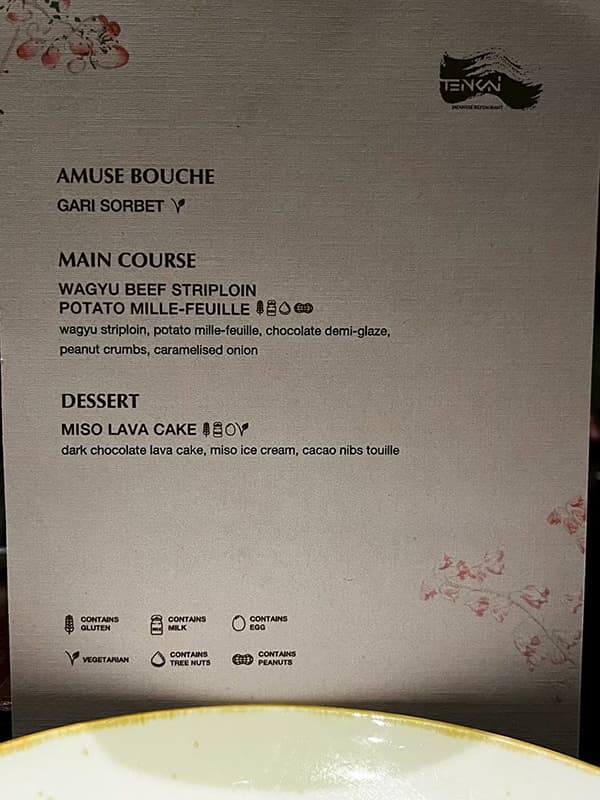 TENKAI
JAPANESE RESTAURANT
AMUSE BOUCHE
GARI SORBET
MAIN COURSE
WAGYU BEEF STRIPLOIN
POTATO MILLE-FEUILLE
wagyu striploin, potato mille-feuille, chocolate demi-glaze,
peanut crumbs, caramelised onion
DESSERT
MISO LAVA CAKE
dark chocolate lava cake, miso ice cream, cacao nibs touille
CONTAINS GLUTEN
CONTAINS MILK
CONTAINS EGG
VEGETARIAN
CONTAINS TREE NUTS
CONTAINS PEANUTS